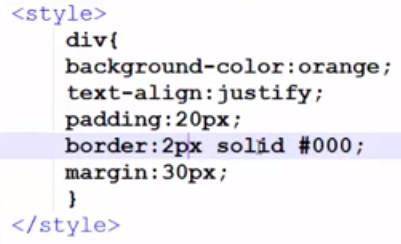 <style>
div{
background-color:orange;
text-align:justify;
padding:20px;
border:2px solid #000;
margin:30px;
}
</style>